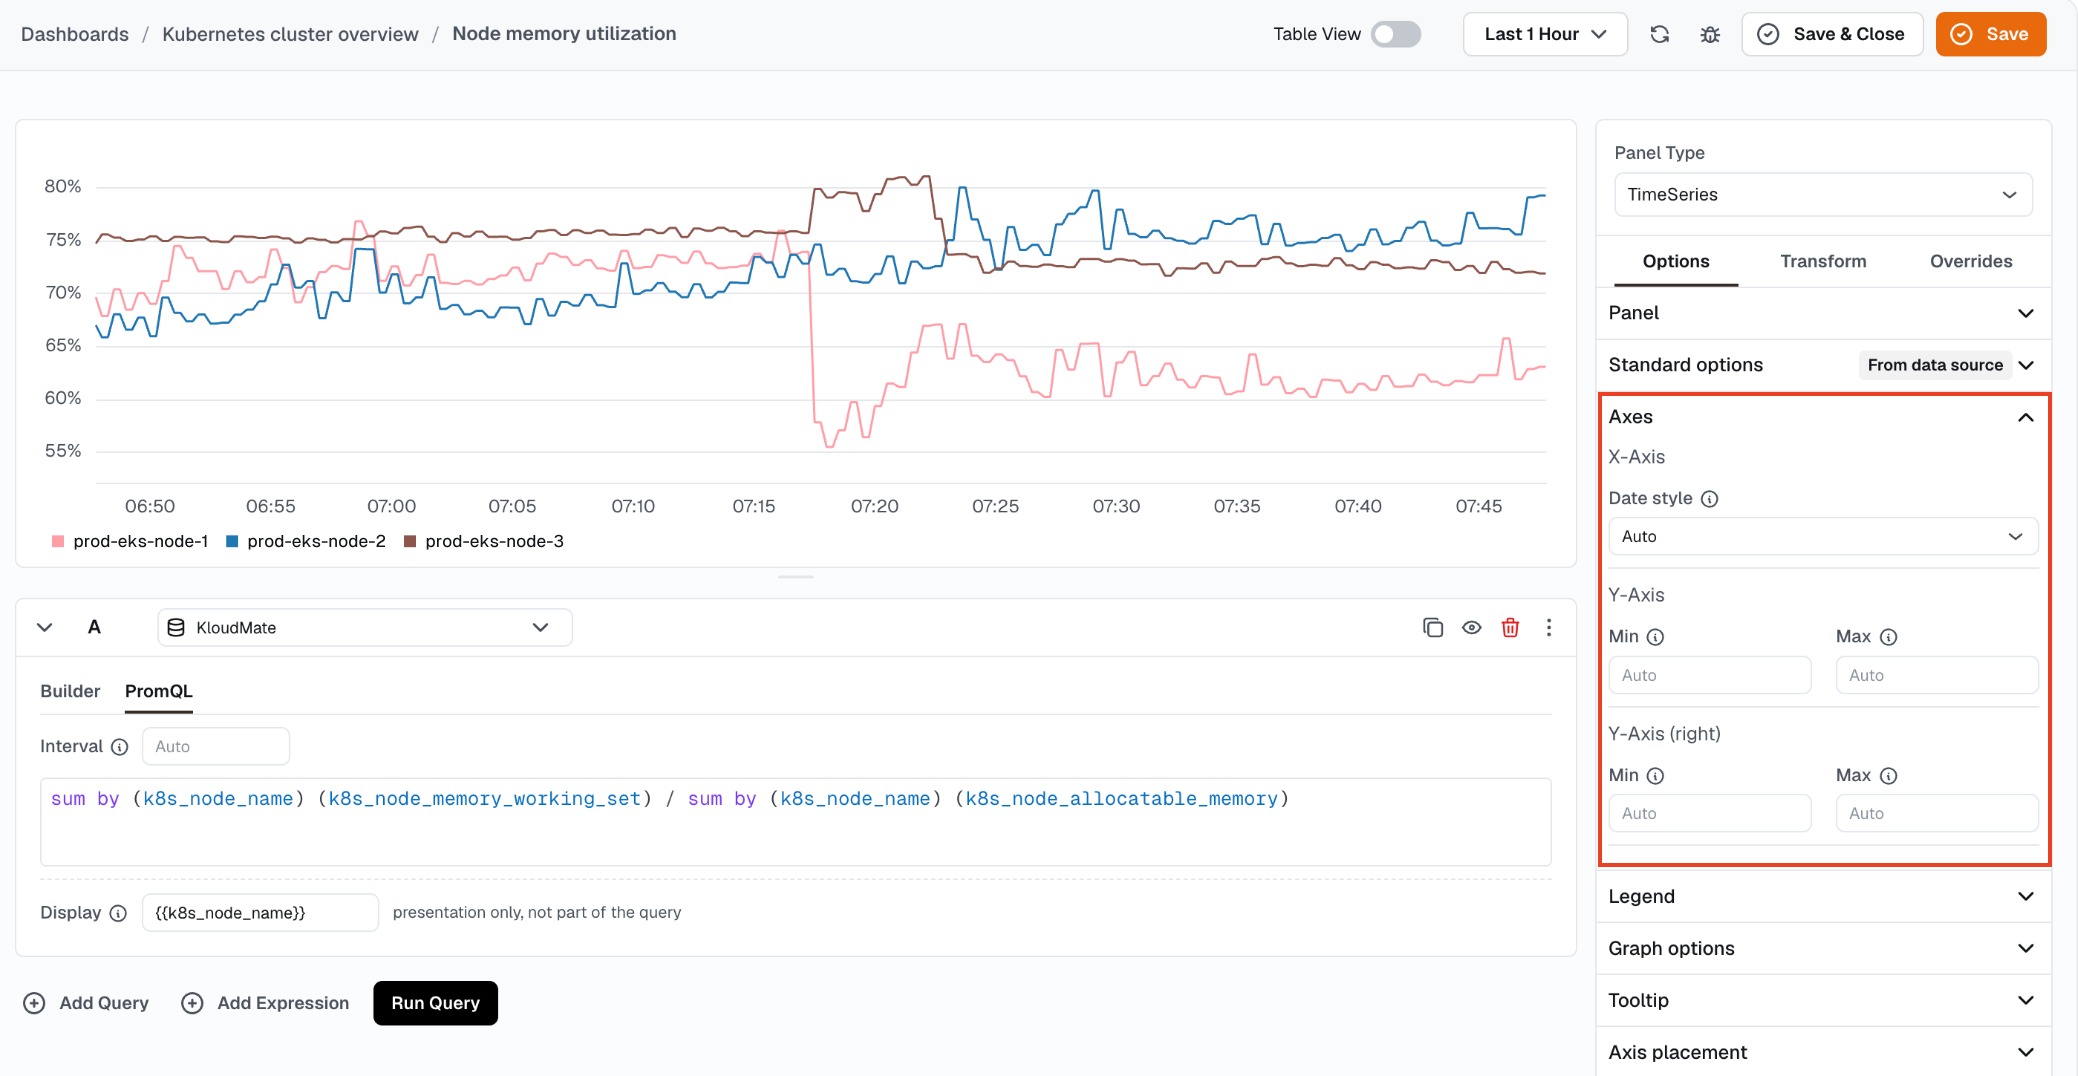 Dashboards / Kubernetes cluster overview / Node memory utilization
Table View
Last 1 Hour
Save & Close
Save
80%
75%
70%
65%
60%
55%
06:50 06:55 07:00 07:05 07:10 07:15 07:20 07:25 07:30 07:35 07:40 07:45
prod-eks-node-1 prod-eks-node-2 prod-eks-node-3
A
KloudMate
Builder PromQL
Interval Auto
sum by (k8s_node_name) (k8s_node_memory_working_set) / sum by (k8s_node_name) (k8s_node_allocatable_memory)
Display {{k8s_node_name}} presentation only, not part of the query
Add Query Add Expression Run Query
Panel Type
TimeSeries
Options Transform Overrides
Panel
Standard options From data source
Axes
X-Axis
Date style
Auto
Y-Axis
Min Max
Auto Auto
Y-Axis (right)
Min Max
Auto Auto
Legend
Graph options
Tooltip
Axis placement